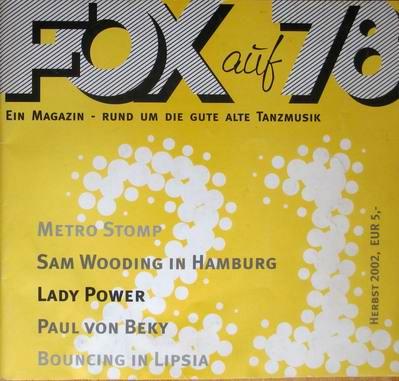 FOX auf 78
EIN MAGAZIN - RUND UM DIE GUTE ALTE TANZMUSIK
21
METRO STOMP
SAM WOODING IN HAMBURG
LADY POWER
PAUL VON BEKY
BOUNCING IN LIPSIA
HERBST 2002, EUR 5,-